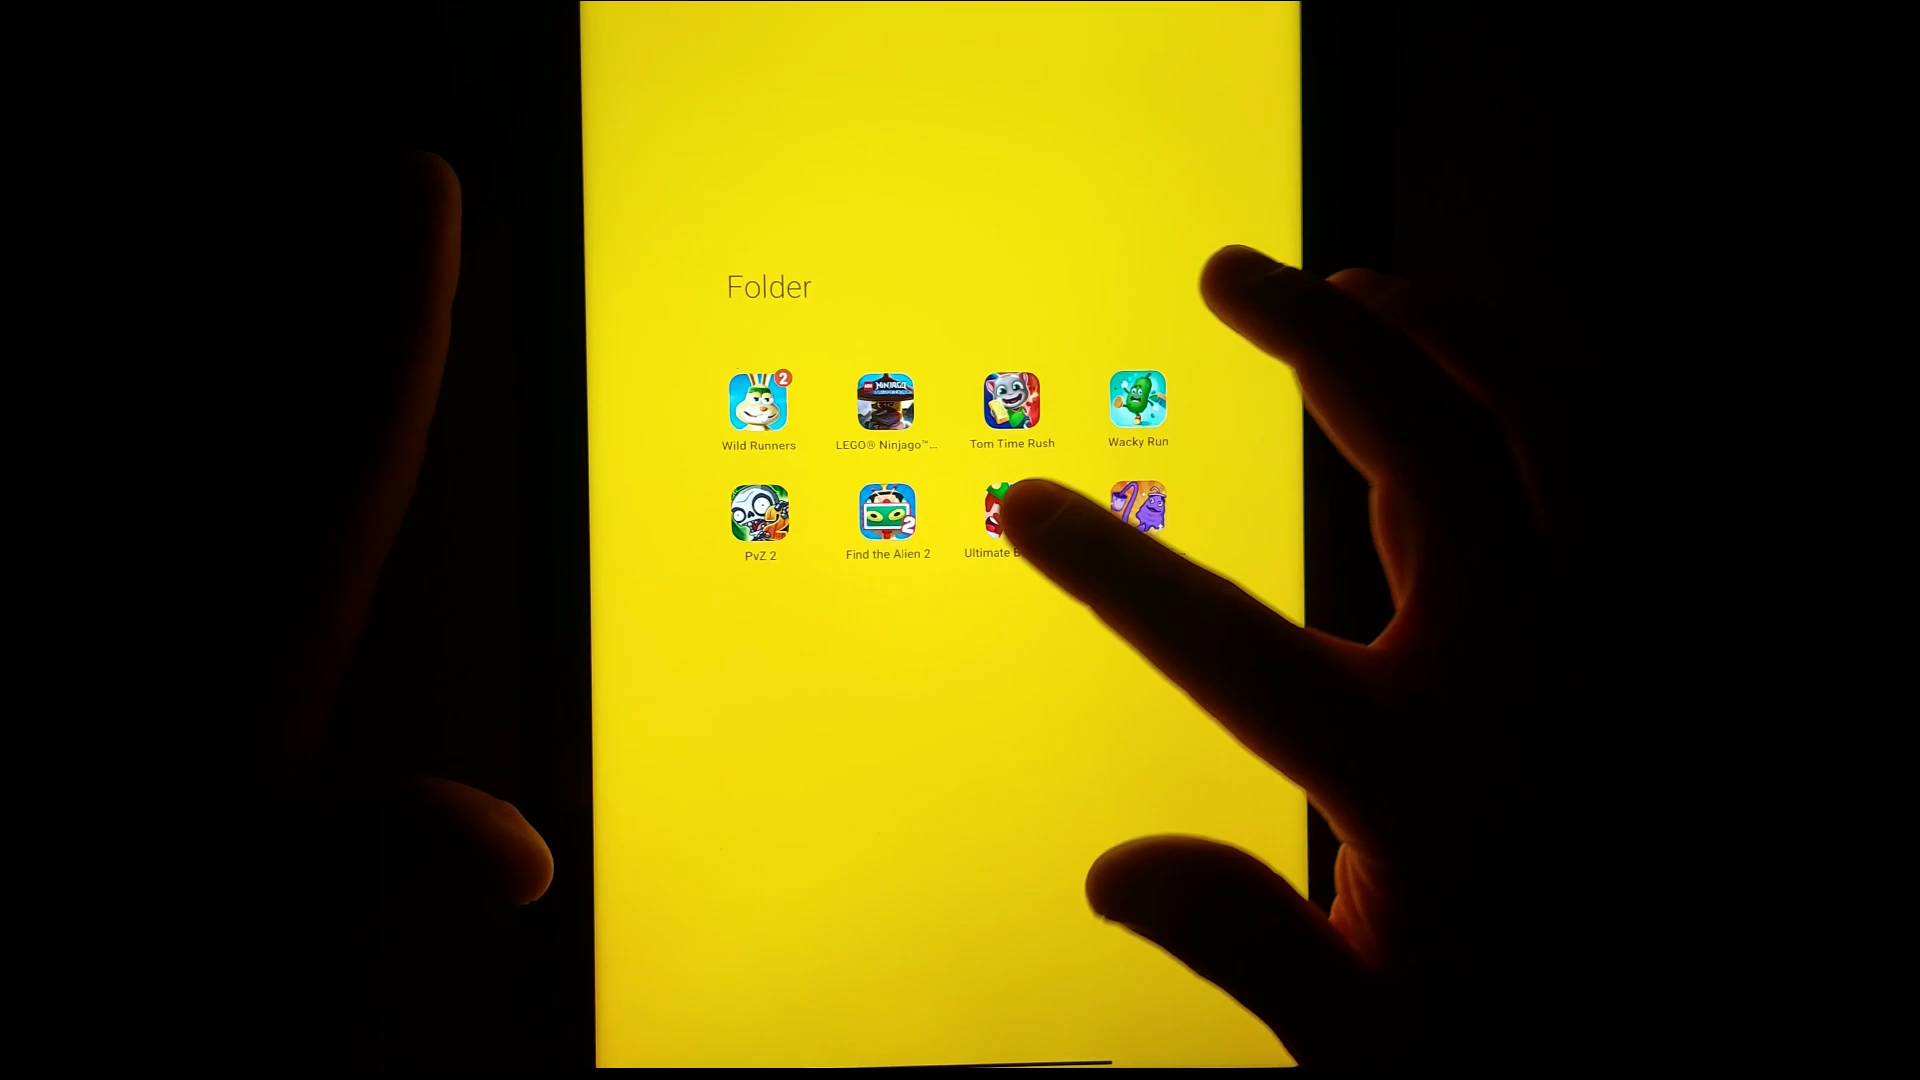 Folder
2
NINJAGO
Wild Runners
LEGO® Ninjago™...
Tom Time Rush
Wacky Run
2
PvZ 2
Find the Alien 2
Ultimate